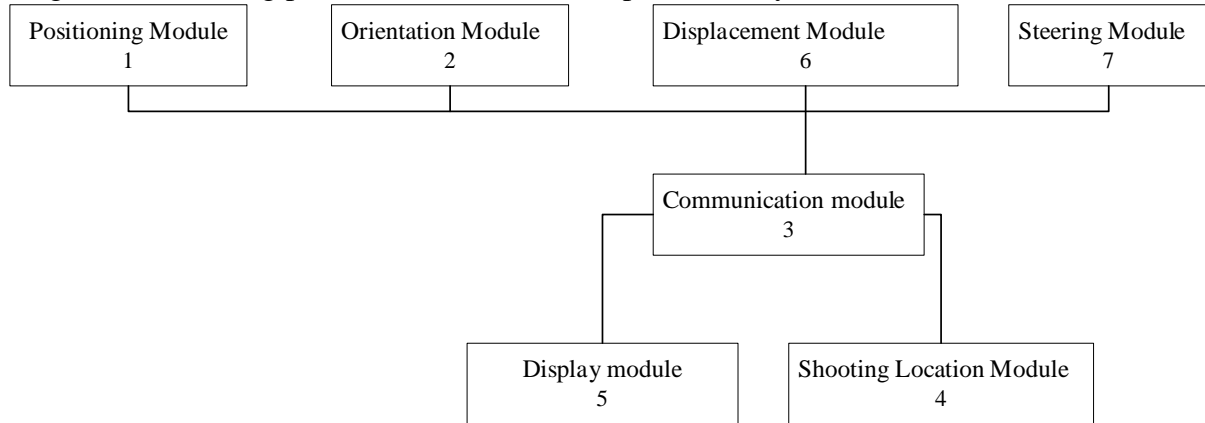 Positioning Module
1
Orientation Module
2
Displacement Module
6
Steering Module
7
Communication module
3
Display module
5
Shooting Location Module
4